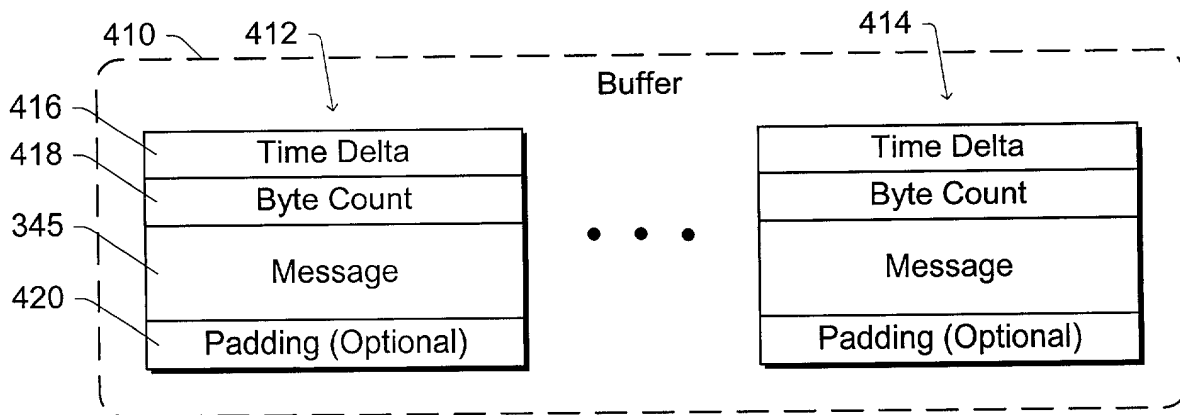 410 412 414
Buffer
416 Time Delta Time Delta
418 Byte Count Byte Count
345 Message Message
420 Padding (Optional) Padding (Optional)